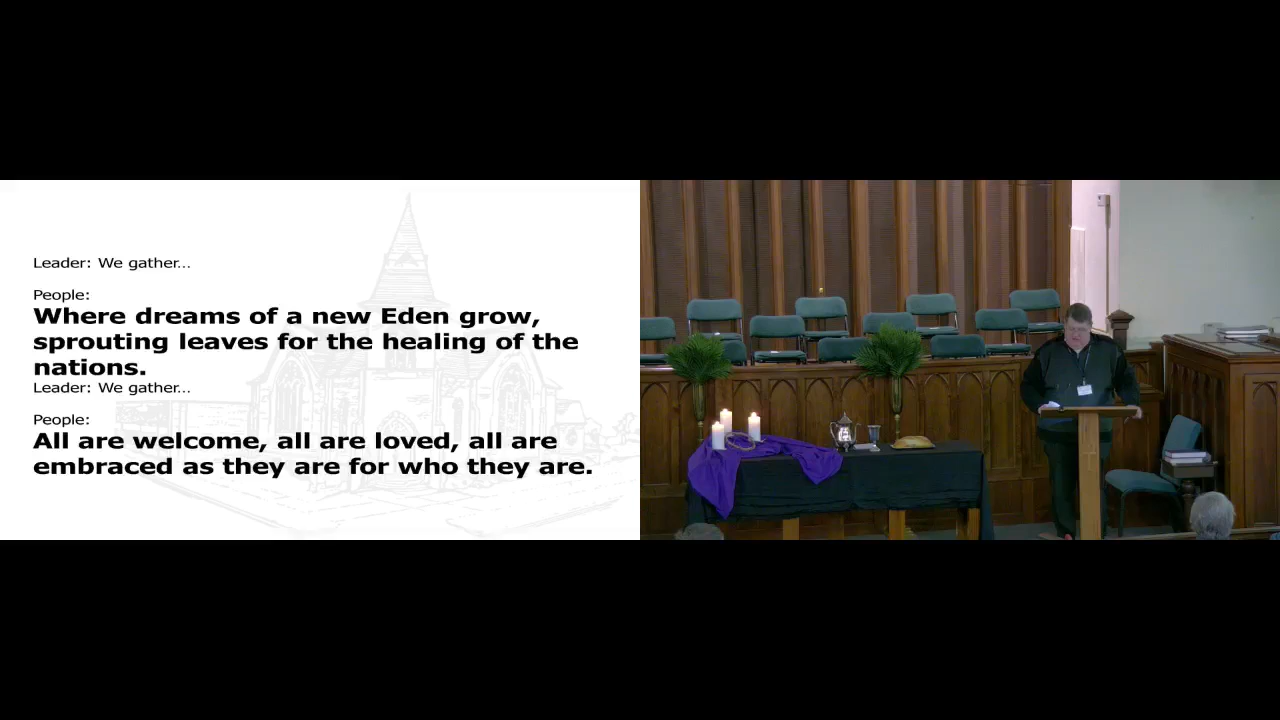 Leader: We gather...
People:
Where dreams of a new Eden grow,
sprouting leaves for the healing of the
nations.
Leader: We gather...
People:
All are welcome, all are loved, all are
embraced as they are for who they are.